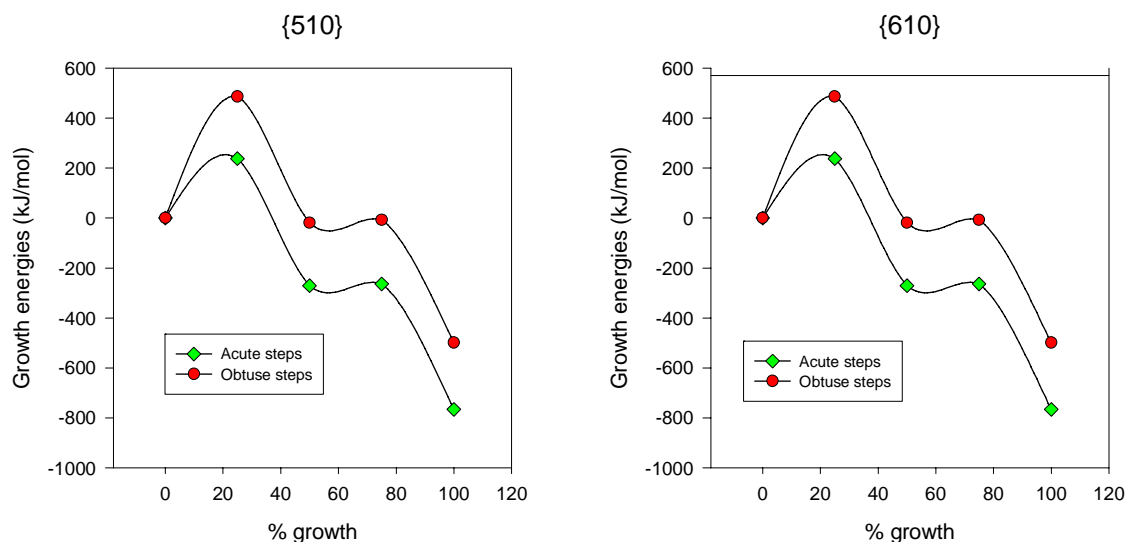 {510}
600
400
200
0
-200
-400
-600
-800
-1000
Growth energies (kJ/mol)
Acute steps
Obtuse steps
0 20 40 60 80 100 120
% growth
{610}
600
400
200
0
-200
-400
-600
-800
-1000
Growth energies (kJ/mol)
Acute steps
Obtuse steps
0 20 40 60 80 100 120
% growth